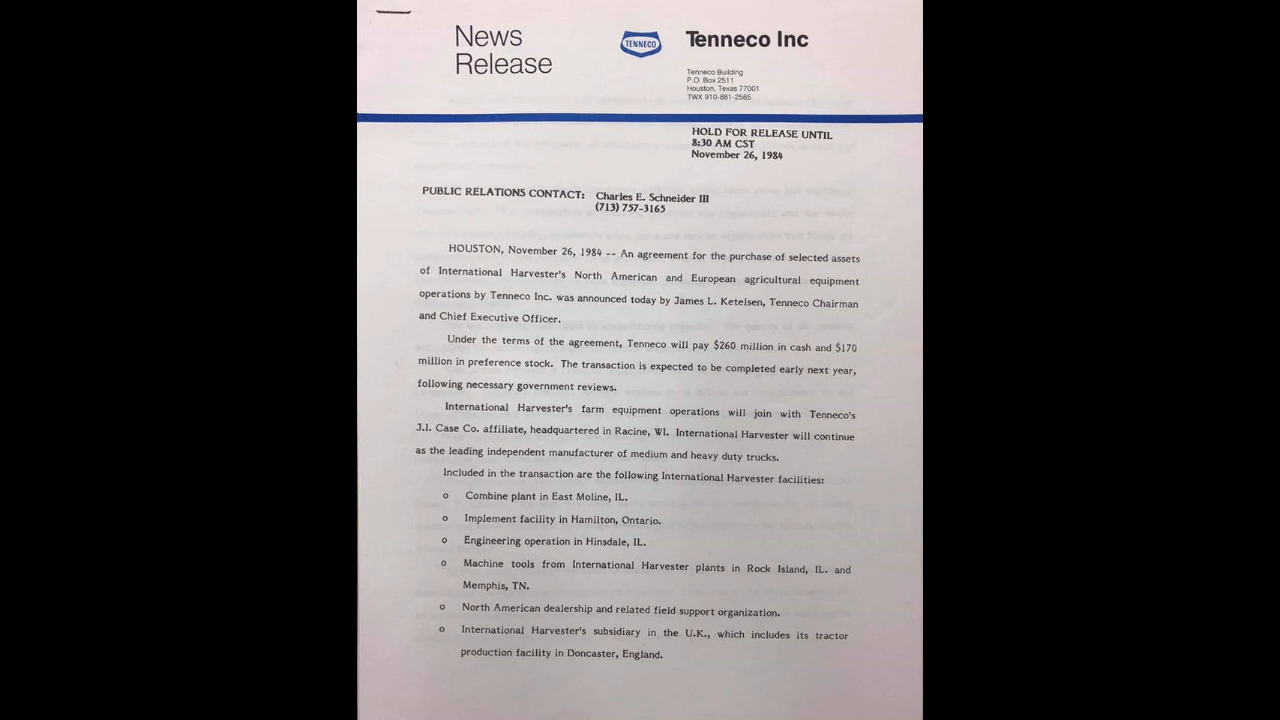 News
Release
TENNECO
Tenneco Inc
Tenneco Building
P.O. Box 2511
Houston, Texas 77001
TWX 910-881-2565
HOLD FOR RELEASE UNTIL
8:30 AM CST
November 26, 1984
PUBLIC RELATIONS CONTACT: Charles E. Schneider III
(713) 757-3165
HOUSTON, November 26, 1984 -- An agreement for the purchase of selected assets
of International Harvester's North American and European agricultural equipment
operations by Tenneco Inc. was announced today by James L. Ketelsen, Tenneco Chairman
and Chief Executive Officer.
Under the terms of the agreement, Tenneco will pay $260 million in cash and $170
million in preference stock. The transaction is expected to be completed early next year,
following necessary government reviews.
International Harvester's farm equipment operations will join with Tenneco's
J.I. Case Co. affiliate, headquartered in Racine, WI. International Harvester will continue
as the leading independent manufacturer of medium and heavy duty trucks.
Included in the transaction are the following International Harvester facilities:
o Combine plant in East Moline, IL.
o Implement facility in Hamilton, Ontario.
o Engineering operation in Hinsdale, IL.
o Machine tools from International Harvester plants in Rock Island, IL. and
Memphis, TN.
o North American dealership and related field support organization.
o International Harvester's subsidiary in the U.K., which includes its tractor
production facility in Doncaster, England.